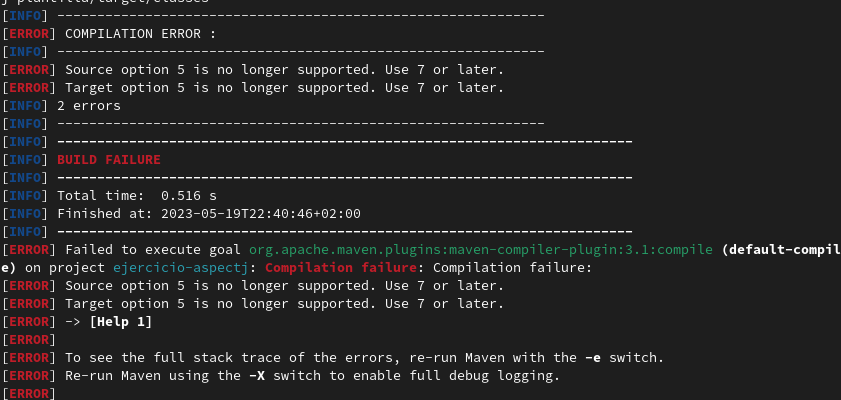 j plantilla/target/classes
[INFO] -------------------------------------------------------------
[ERROR] COMPILATION ERROR :
[INFO] -------------------------------------------------------------
[ERROR] Source option 5 is no longer supported. Use 7 or later.
[ERROR] Target option 5 is no longer supported. Use 7 or later.
[INFO] 2 errors
[INFO] -------------------------------------------------------------
[INFO] ------------------------------------------------------------------------
[INFO] BUILD FAILURE
[INFO] ------------------------------------------------------------------------
[INFO] Total time:  0.516 s
[INFO] Finished at: 2023-05-19T22:40:46+02:00
[INFO] ------------------------------------------------------------------------
[ERROR] Failed to execute goal org.apache.maven.plugins:maven-compiler-plugin:3.1:compile (default-compil
e) on project ejercicio-aspectj: Compilation failure: Compilation failure:
[ERROR] Source option 5 is no longer supported. Use 7 or later.
[ERROR] Target option 5 is no longer supported. Use 7 or later.
[ERROR] -> [Help 1]
[ERROR]
[ERROR] To see the full stack trace of the errors, re-run Maven with the -e switch.
[ERROR] Re-run Maven using the -X switch to enable full debug logging.
[ERROR]